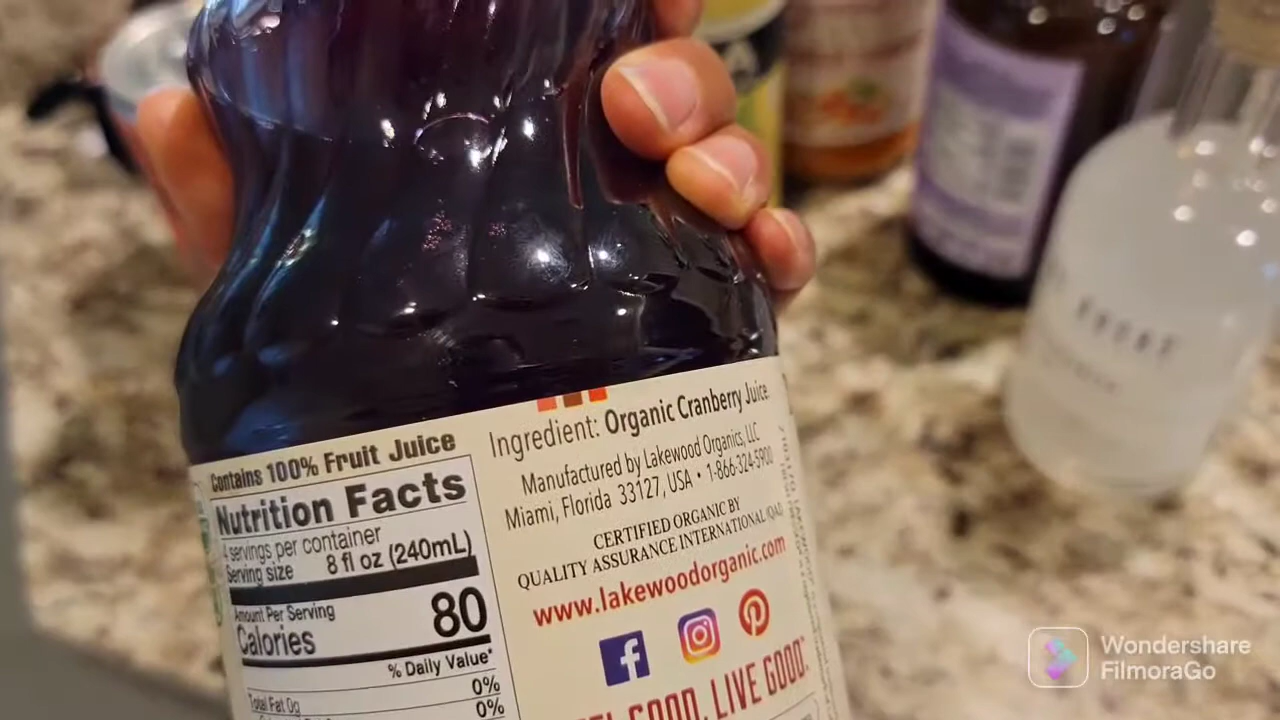 Contains 100% Fruit Juice
Nutrition Facts
4 servings per container
Serving size 8 fl oz (240mL)
Amount Per Serving
Calories 80
% Daily Value*
Total Fat 0g 0%
0%
Ingredient: Organic Cranberry Juice
Manufactured by Lakewood Organics, LLC
Miami, Florida 33127, USA • 1-866-324-5900
CERTIFIED ORGANIC BY
QUALITY ASSURANCE INTERNATIONAL (QAI)
www.lakewoodorganic.com
GOOD, LIVE GOOD
Wondershare
FilmoraGo